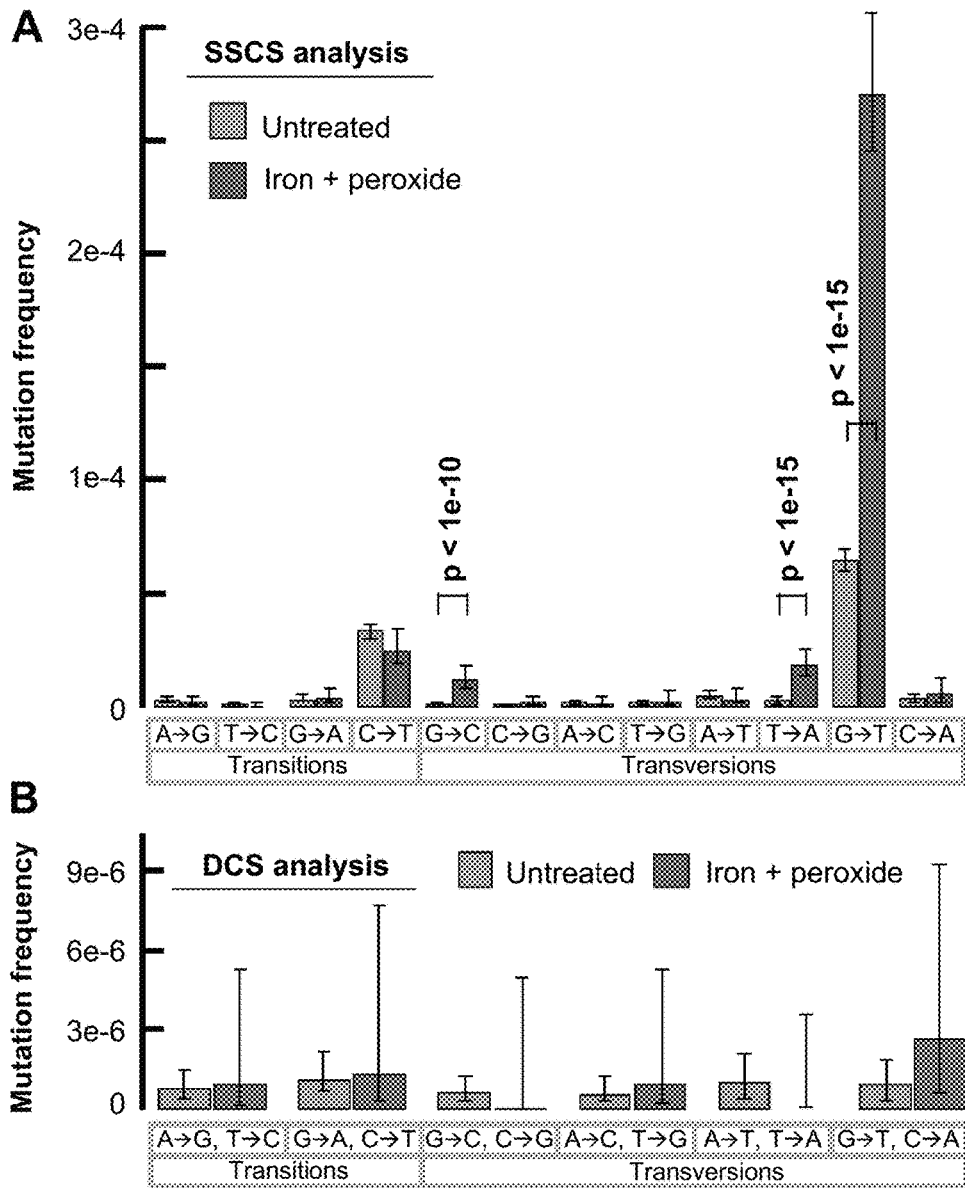 A
3e-4
SSCS analysis
Untreated
Iron + peroxide
2e-4
1e-4
0
Mutation frequency
p < 1e-10
p < 1e-15
p < 1e-15
A→G T→C G→A C→T G→C C→G A→C T→G A→T T→A G→T C→A
Transitions Transversions
B
DCS analysis Untreated Iron + peroxide
9e-6
6e-6
3e-6
0
Mutation frequency
A→G, T→C G→A, C→T G→C, C→G A→C, T→G A→T, T→A G→T, C→A
Transitions Transversions